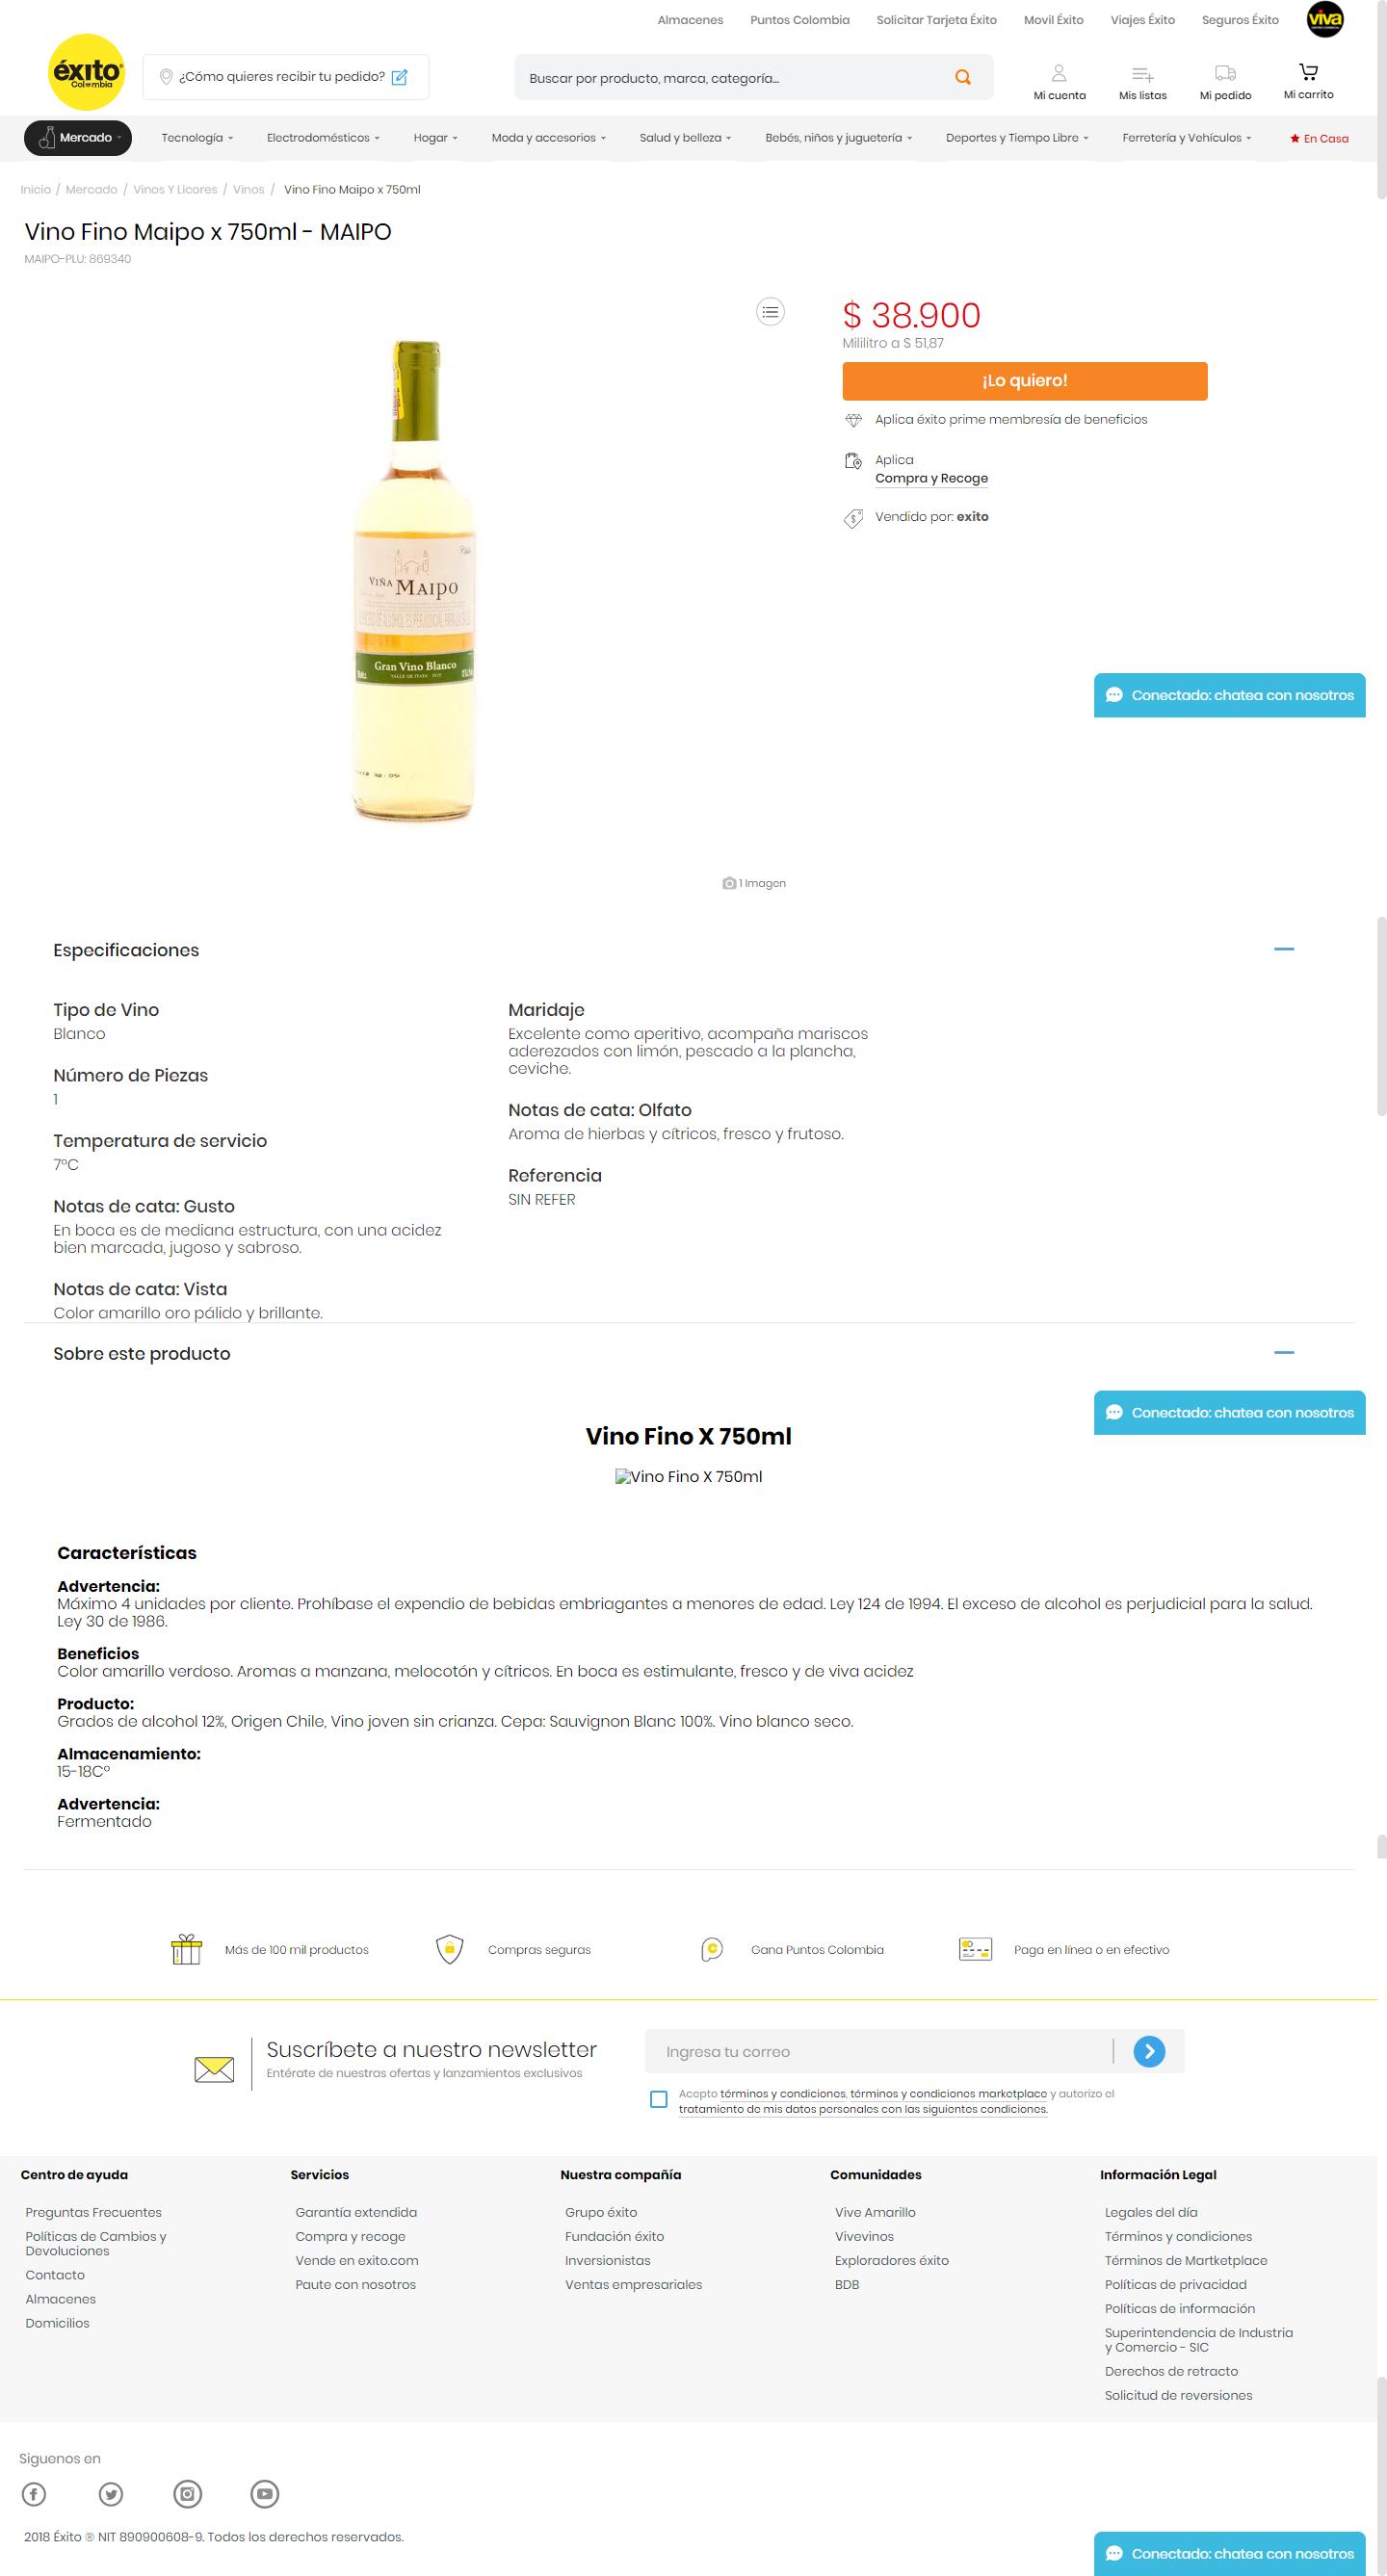 Almacenes Puntos Colombia Solicitar Tarjeta Éxito Movil Éxito Viajes Éxito Seguros Éxito viva
éxito
Colombia
¿Cómo quieres recibir tu pedido?
Buscar por producto, marca, categoría...
Mi cuenta Mis listas Mi pedido Mi carrito
Mercado Tecnología Electrodomésticos Hogar Moda y accesorios Salud y belleza Bebés, niños y juguetería Deportes y Tiempo Libre Ferretería y Vehículos En Casa
Inicio / Mercado / Vinos Y Licores / Vinos / Vino Fino Maipo x 750ml
Vino Fino Maipo x 750ml - MAIPO
MAIPO-PLU: 869340
VIÑA MAIPO
EL EXCESO DE ALCOHOL ES PERJUDICIAL PARA LA SALUD
Gran Vino Blanco
$ 38.900
Mililitro a $ 51,87
¡Lo quiero!
Aplica éxito prime membresía de beneficios
Aplica
Compra y Recoge
Vendido por: exito
Conectado: chatea con nosotros
1 Imagen
Especificaciones
Tipo de Vino
Blanco
Número de Piezas
1
Temperatura de servicio
7°C
Notas de cata: Gusto
En boca es de mediana estructura, con una acidez
bien marcada, jugoso y sabroso.
Notas de cata: Vista
Color amarillo oro pálido y brillante.
Maridaje
Excelente como aperitivo, acompaña mariscos
aderezados con limón, pescado a la plancha,
ceviche.
Notas de cata: Olfato
Aroma de hierbas y cítricos, fresco y frutoso.
Referencia
SIN REFER
Sobre este producto
Conectado: chatea con nosotros
Vino Fino X 750ml
Vino Fino X 750ml
Características
Advertencia:
Máximo 4 unidades por cliente. Prohíbase el expendio de bebidas embriagantes a menores de edad. Ley 124 de 1994. El exceso de alcohol es perjudicial para la salud.
Ley 30 de 1986.
Beneficios
Color amarillo verdoso. Aromas a manzana, melocotón y cítricos. En boca es estimulante, fresco y de viva acidez
Producto:
Grados de alcohol 12%, Origen Chile, Vino joven sin crianza. Cepa: Sauvignon Blanc 100%. Vino blanco seco.
Almacenamiento:
15-18C°
Advertencia:
Fermentado
Más de 100 mil productos Compras seguras Gana Puntos Colombia Paga en línea o en efectivo
Suscríbete a nuestro newsletter
Entérate de nuestras ofertas y lanzamientos exclusivos
Ingresa tu correo
Acepto términos y condiciones, términos y condiciones marketplace y autorizo el
tratamiento de mis datos personales con las siguientes condiciones.
Centro de ayuda
Preguntas Frecuentes
Políticas de Cambios y
Devoluciones
Contacto
Almacenes
Domicilios
Servicios
Garantía extendida
Compra y recoge
Vende en exito.com
Paute con nosotros
Nuestra compañía
Grupo éxito
Fundación éxito
Inversionistas
Ventas empresariales
Comunidades
Vive Amarillo
Vivevinos
Exploradores éxito
BDB
Información Legal
Legales del día
Términos y condiciones
Términos de Martketplace
Políticas de privacidad
Políticas de información
Superintendencia de Industria
y Comercio - SIC
Derechos de retracto
Solicitud de reversiones
Siguenos en
2018 Éxito ® NIT 890900608-9. Todos los derechos reservados.
Conectado: chatea con nosotros